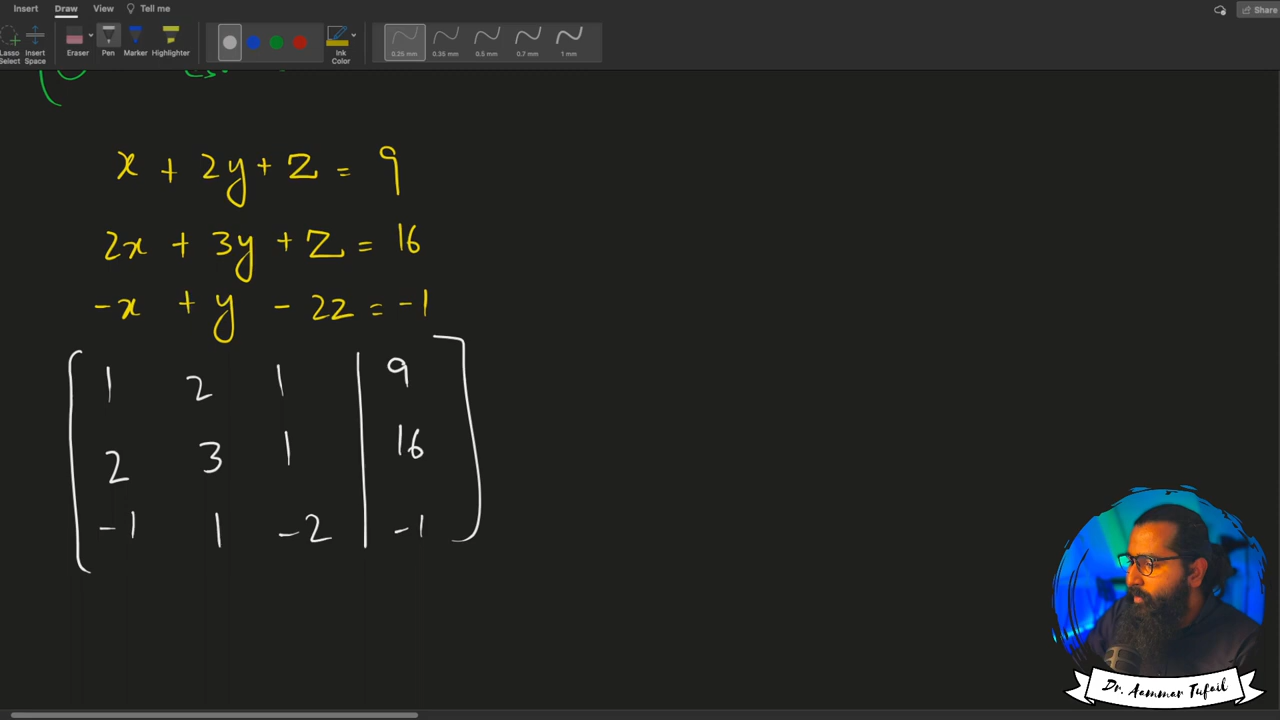 Insert Draw View Tell me Share
Lasso Select Insert Space Eraser Pen Marker Highlighter Ink Color 0.25 mm 0.35 mm 0.5 mm 0.7 mm 1 mm
x + 2y + z = 9
2x + 3y + z = 16
-x + y - 2z = -1
1 2 1 | 9
2 3 1 | 16
-1 1 -2 | -1
Dr. Aammar Tufail